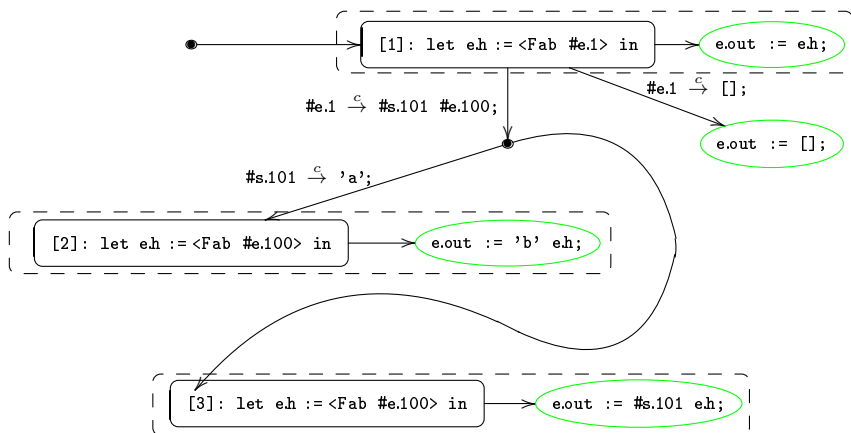 [1]: let e.h := <Fab #e.1> in
e.out := e.h;
#e.1 →ᶜ [];
#e.1 →ᶜ #s.101 #e.100;
e.out := [];
#s.101 →ᶜ 'a';
[2]: let e.h := <Fab #e.100> in
e.out := 'b' e.h;
[3]: let e.h := <Fab #e.100> in
e.out := #s.101 e.h;